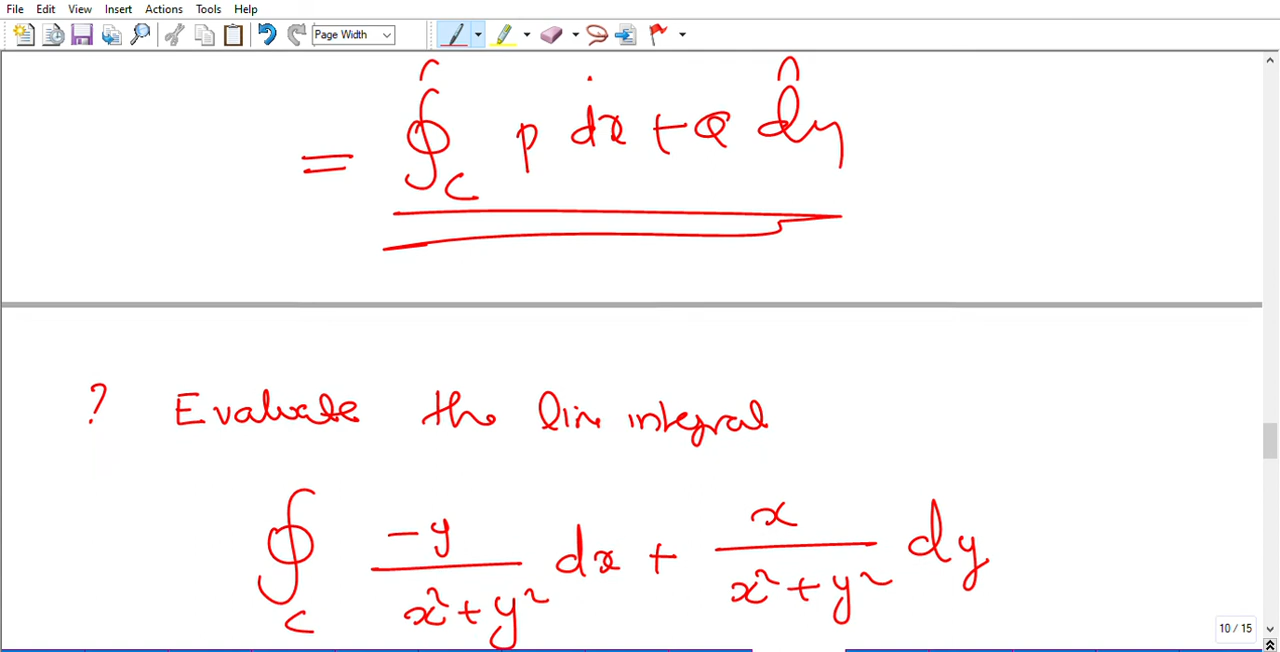 File Edit View Insert Actions Tools Help
Page Width
= ∮_C p dx + Q dy
? Evaluate the line integral
∮_C -y/(x²+y²) dx + x/(x²+y²) dy
10 / 15